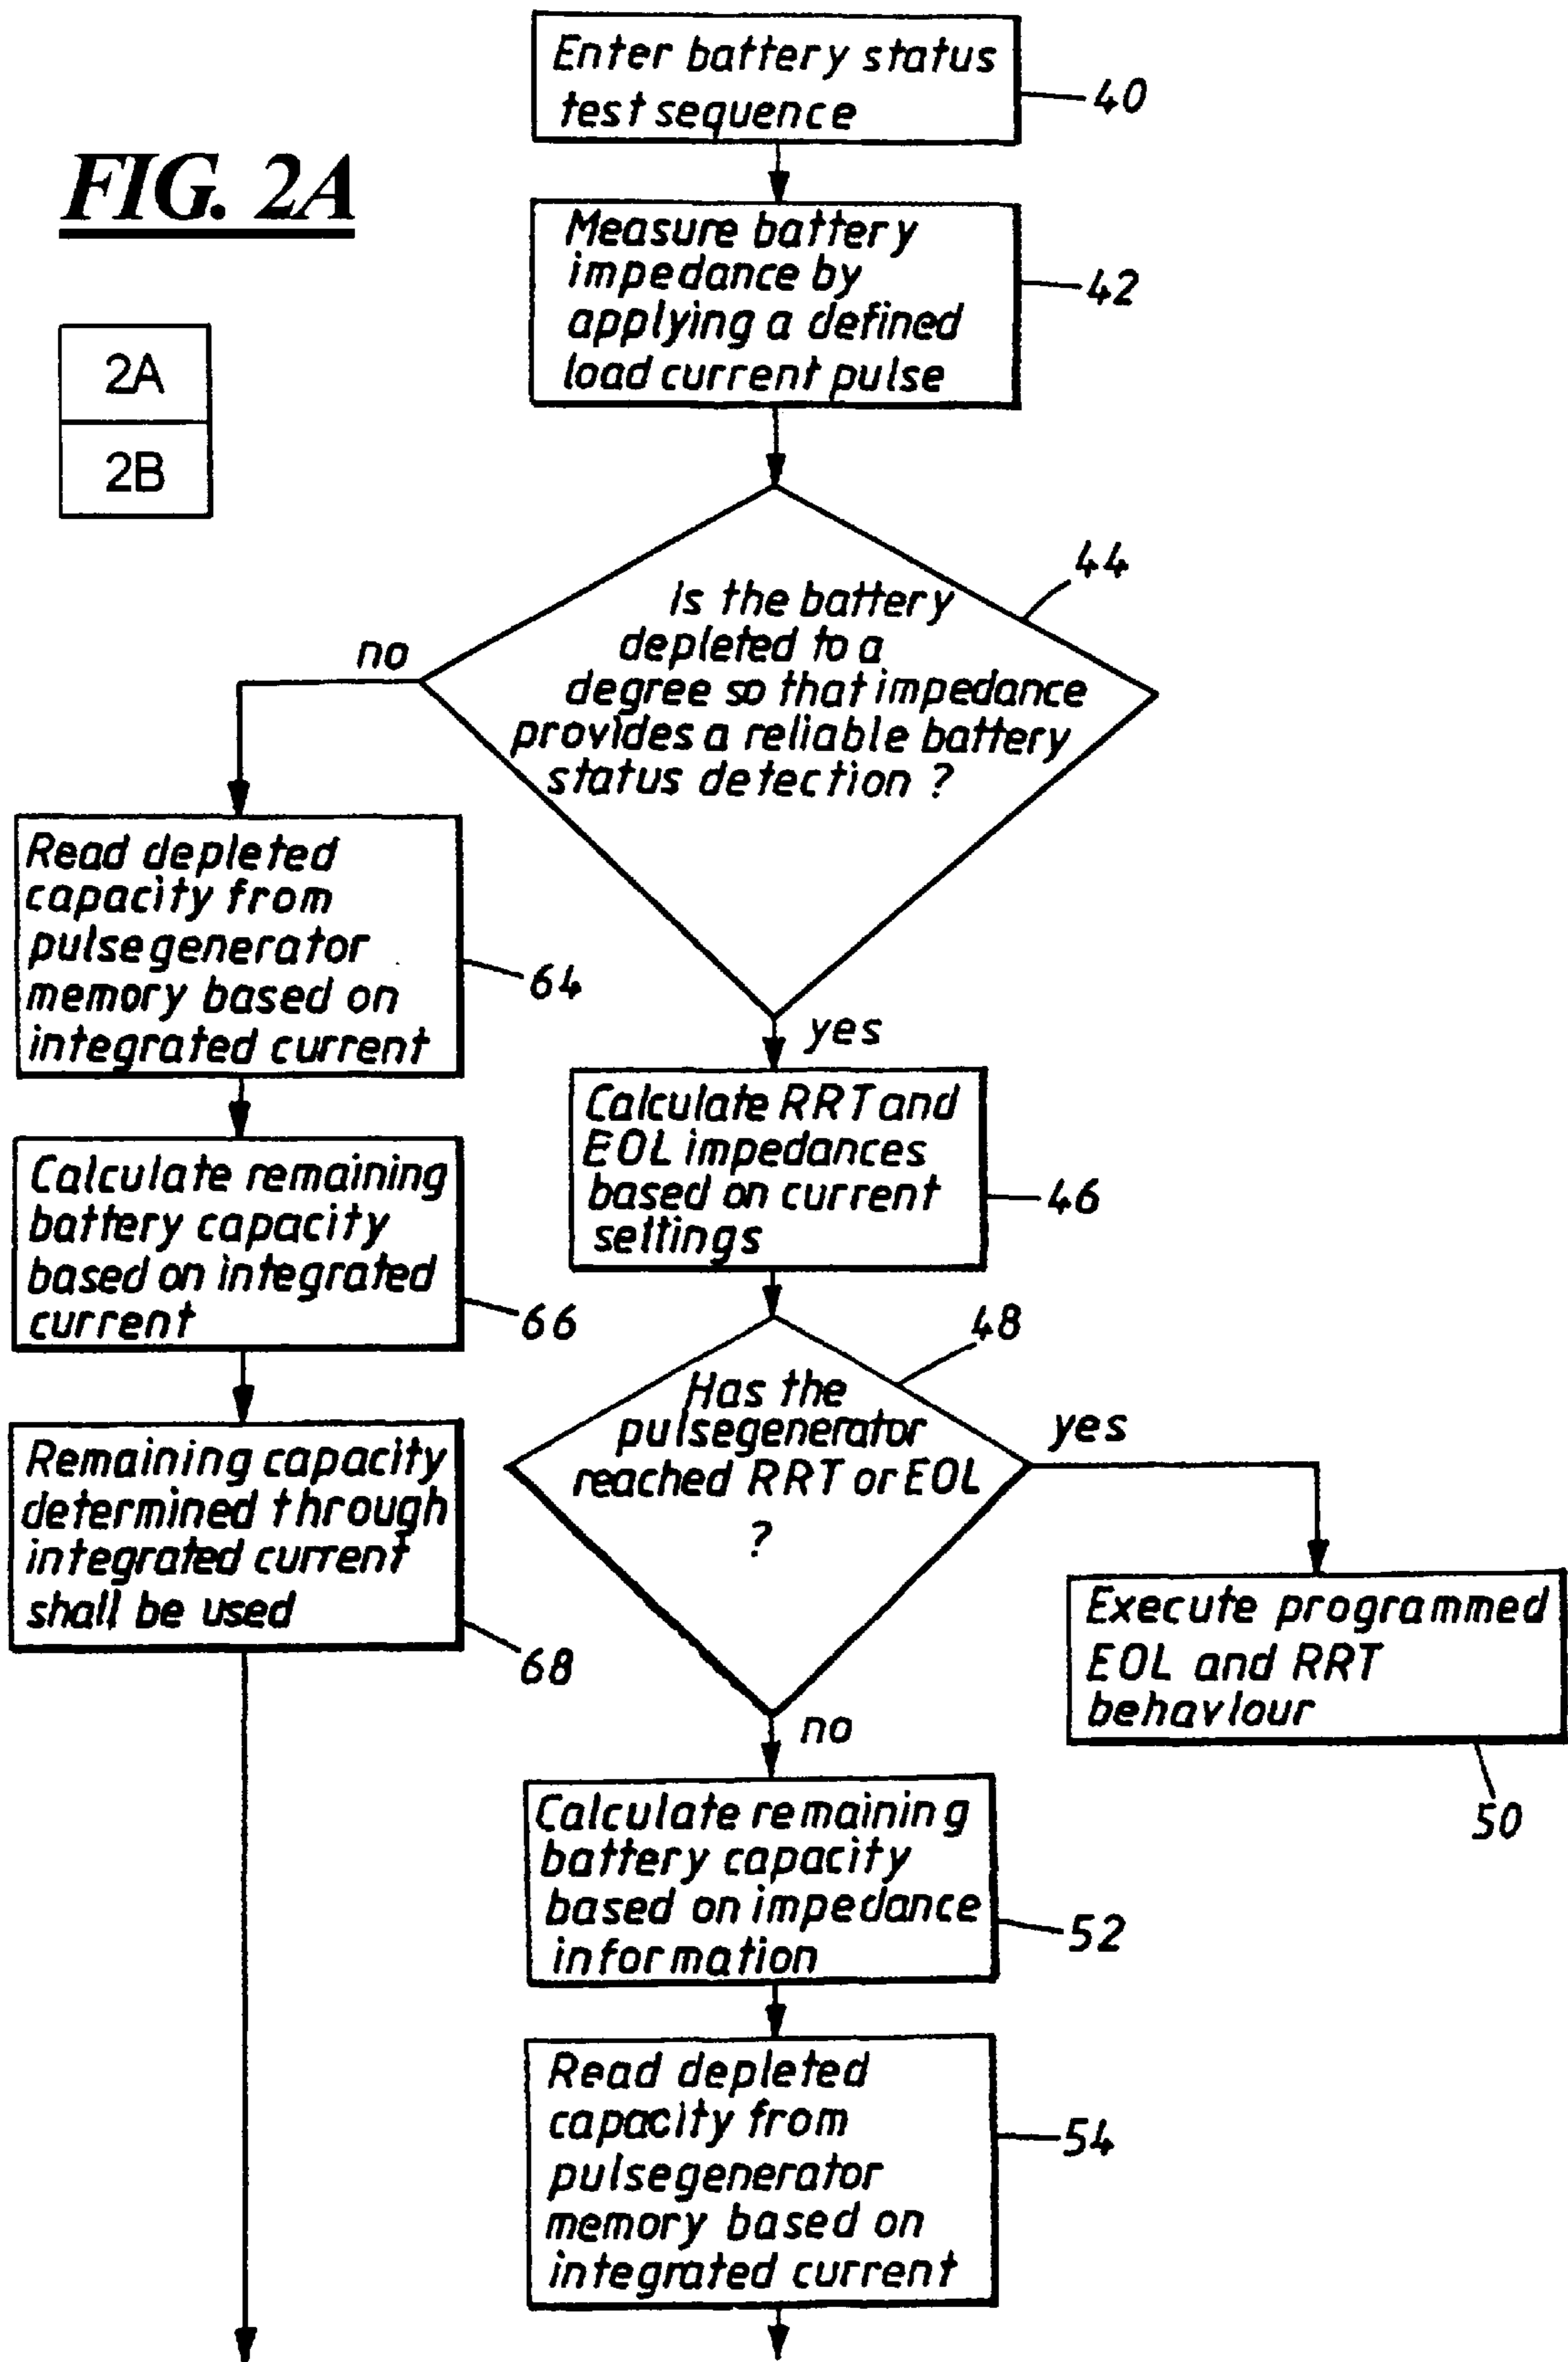 Enter battery status
test sequence
40
FIG. 2A
Measure battery
impedance by
applying a defined
load current pulse
42
2A
2B
44
Is the battery
depleted to a
degree so that impedance
provides a reliable battery
status detection ?
no
yes
Read depleted
capacity from
pulsegenerator
memory based on
integrated current
64
Calculate RRT and
EOL impedances
based on current
settings
46
Calculate remaining
battery capacity
based on integrated
current
66
48
Has the
pulsegenerator
reached RRT or EOL
?
yes
no
Remaining capacity
determined through
integrated current
shall be used
68
Execute programmed
EOL and RRT
behaviour
50
Calculate remaining
battery capacity
based on impedance
information
52
Read depleted
capacity from
pulsegenerator
memory based on
integrated current
54